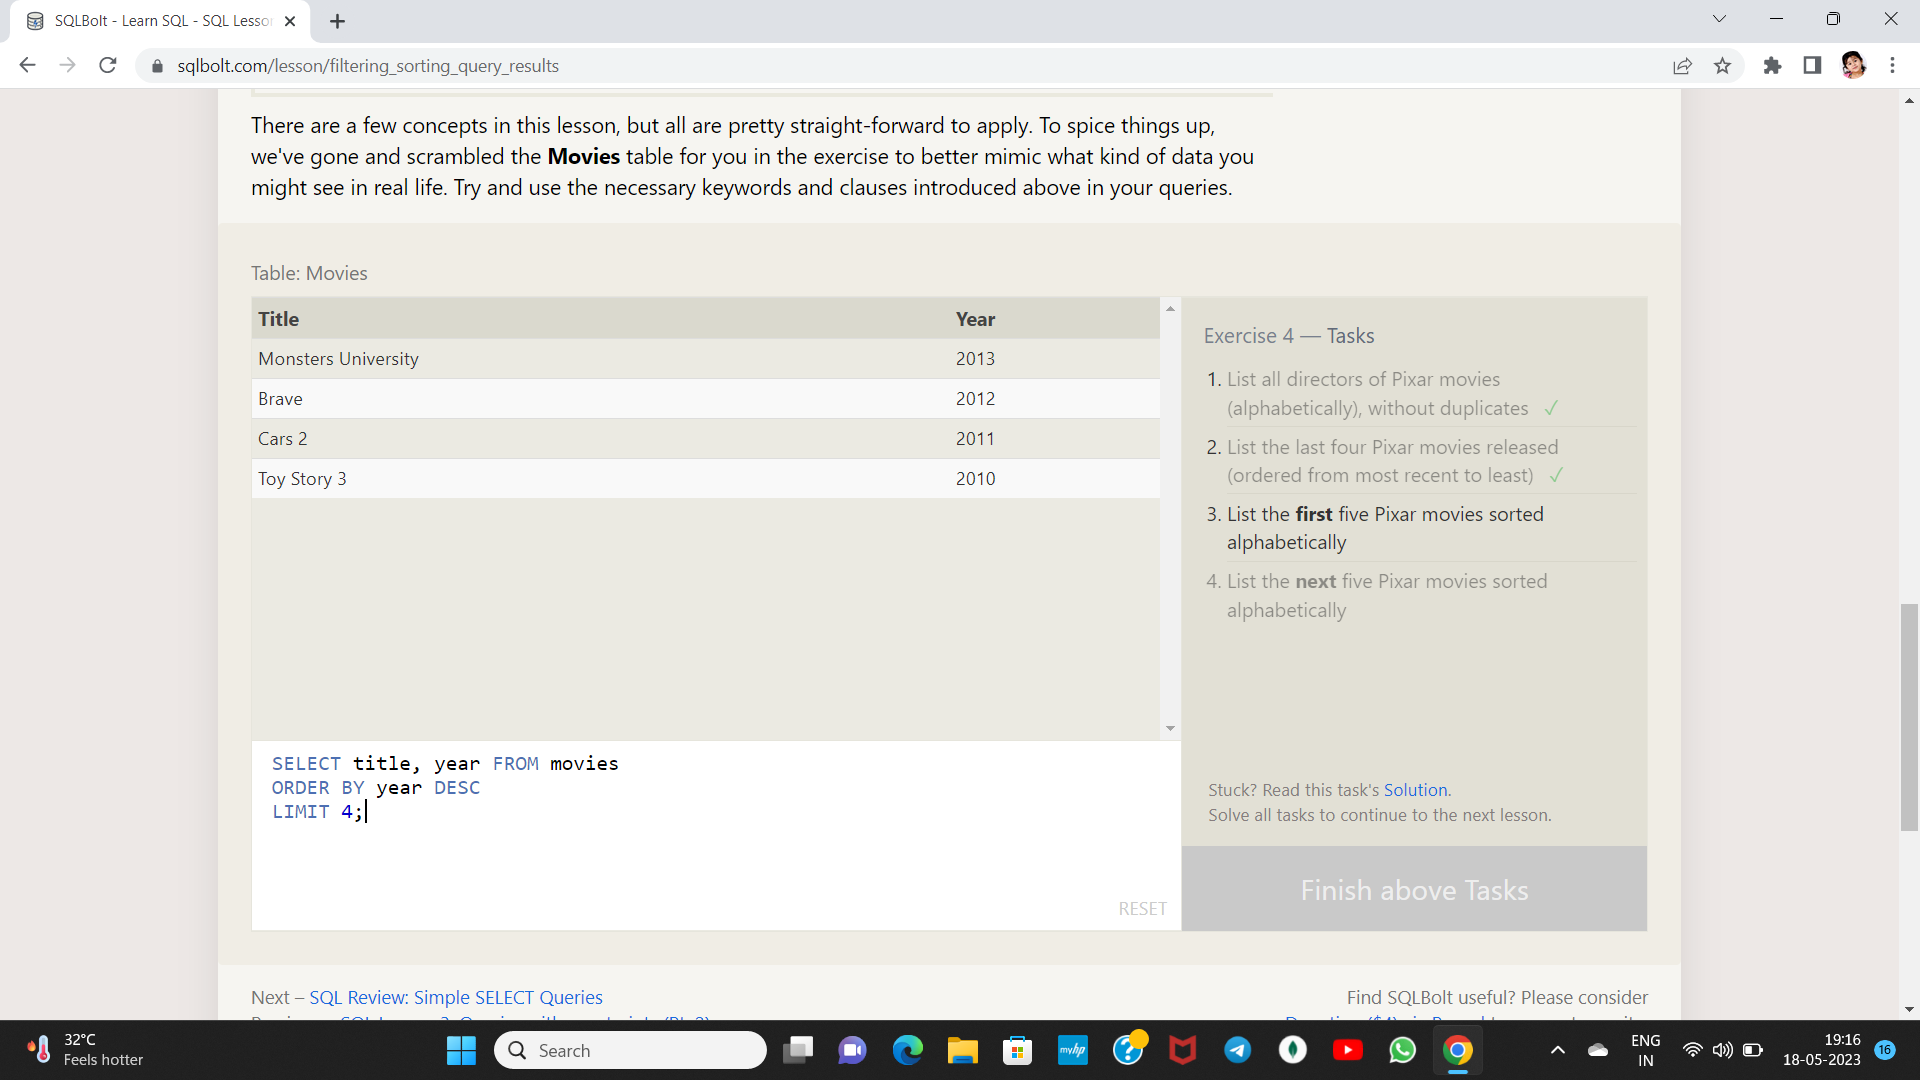 SQLBolt - Learn SQL - SQL Lesso
sqlbolt.com/lesson/filtering_sorting_query_results
There are a few concepts in this lesson, but all are pretty straight-forward to apply. To spice things up,
we've gone and scrambled the Movies table for you in the exercise to better mimic what kind of data you
might see in real life. Try and use the necessary keywords and clauses introduced above in your queries.
Table: Movies
Title Year
Monsters University 2013
Brave 2012
Cars 2 2011
Toy Story 3 2010
SELECT title, year FROM movies
ORDER BY year DESC
LIMIT 4;
RESET
Exercise 4 — Tasks
1. List all directors of Pixar movies
(alphabetically), without duplicates ✓
2. List the last four Pixar movies released
(ordered from most recent to least) ✓
3. List the first five Pixar movies sorted
alphabetically
4. List the next five Pixar movies sorted
alphabetically
Stuck? Read this task's Solution.
Solve all tasks to continue to the next lesson.
Finish above Tasks
Next – SQL Review: Simple SELECT Queries
Find SQLBolt useful? Please consider
32°C
Feels hotter
Search
myhp
ENG
IN
19:16
18-05-2023
16